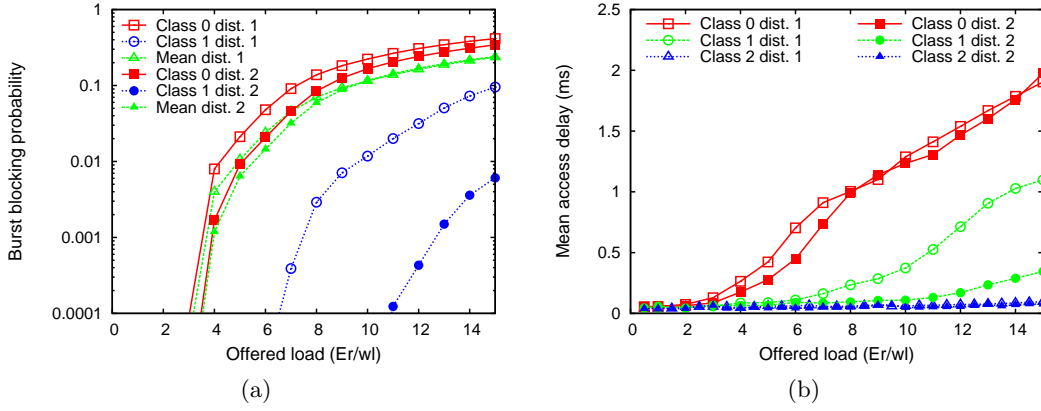 Burst blocking probability
1
0.1
0.01
0.001
0.0001
Class 0 dist. 1
Class 1 dist. 1
Mean dist. 1
Class 0 dist. 2
Class 1 dist. 2
Mean dist. 2
0 2 4 6 8 10 12 14
Offered load (Er/wl)
(a)
Mean access delay (ms)
2.5
2
1.5
1
0.5
0
Class 0 dist. 1 Class 0 dist. 2
Class 1 dist. 1 Class 1 dist. 2
Class 2 dist. 1 Class 2 dist. 2
0 2 4 6 8 10 12 14
Offered load (Er/wl)
(b)